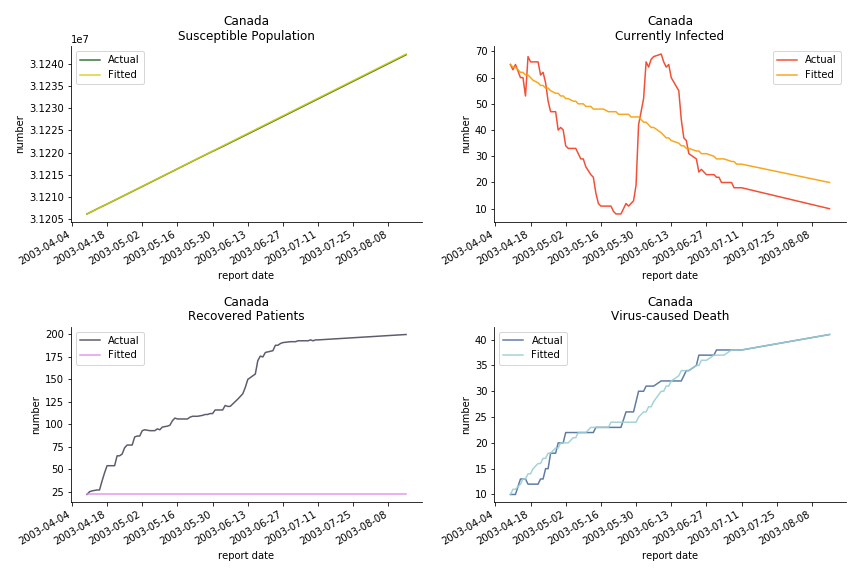 Canada
Susceptible Population
1e7
Actual
Fitted
3.1240
3.1235
3.1230
3.1225
3.1220
3.1215
3.1210
3.1205
number
2003-04-04
2003-04-18
2003-05-02
2003-05-16
2003-05-30
2003-06-13
2003-06-27
2003-07-11
2003-07-25
2003-08-08
report date
Canada
Currently Infected
Actual
Fitted
70
60
50
40
30
20
10
number
2003-04-04
2003-04-18
2003-05-02
2003-05-16
2003-05-30
2003-06-13
2003-06-27
2003-07-11
2003-07-25
2003-08-08
report date
Canada
Recovered Patients
Actual
Fitted
200
175
150
125
100
75
50
25
number
2003-04-04
2003-04-18
2003-05-02
2003-05-16
2003-05-30
2003-06-13
2003-06-27
2003-07-11
2003-07-25
2003-08-08
report date
Canada
Virus-caused Death
Actual
Fitted
40
35
30
25
20
15
10
number
2003-04-04
2003-04-18
2003-05-02
2003-05-16
2003-05-30
2003-06-13
2003-06-27
2003-07-11
2003-07-25
2003-08-08
report date